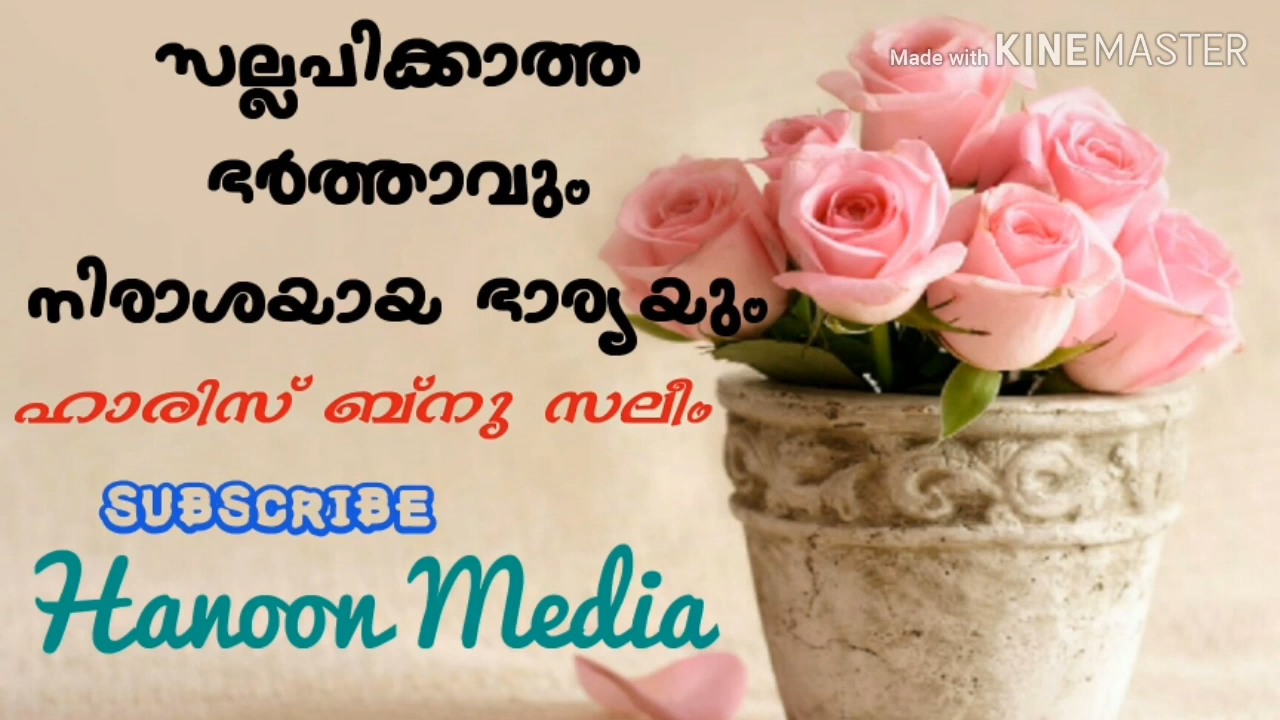 Made with KINEMASTER
സല്ലപിക്കാത്ത
ഭർത്താവും
നിരാശയായ ഭാര്യയും
ഹാരിസ് ബ്നു സലീം
SUBSCRIBE
Hanoon Media